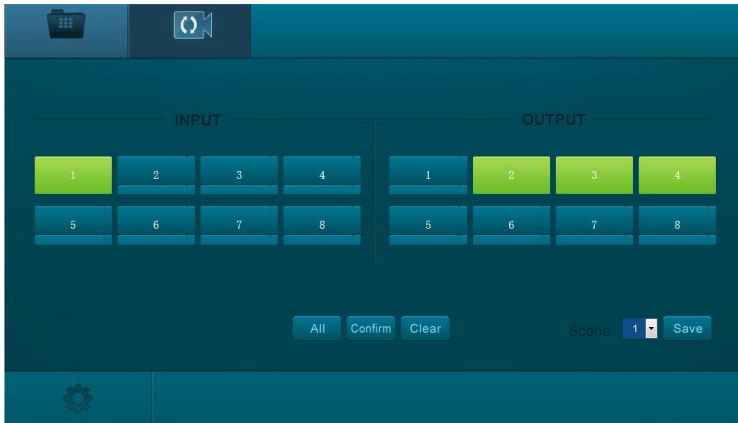 INPUT OUTPUT
1 2 3 4 1 2 3 4
5 6 7 8 5 6 7 8
All Confirm Clear Scene 1 Save